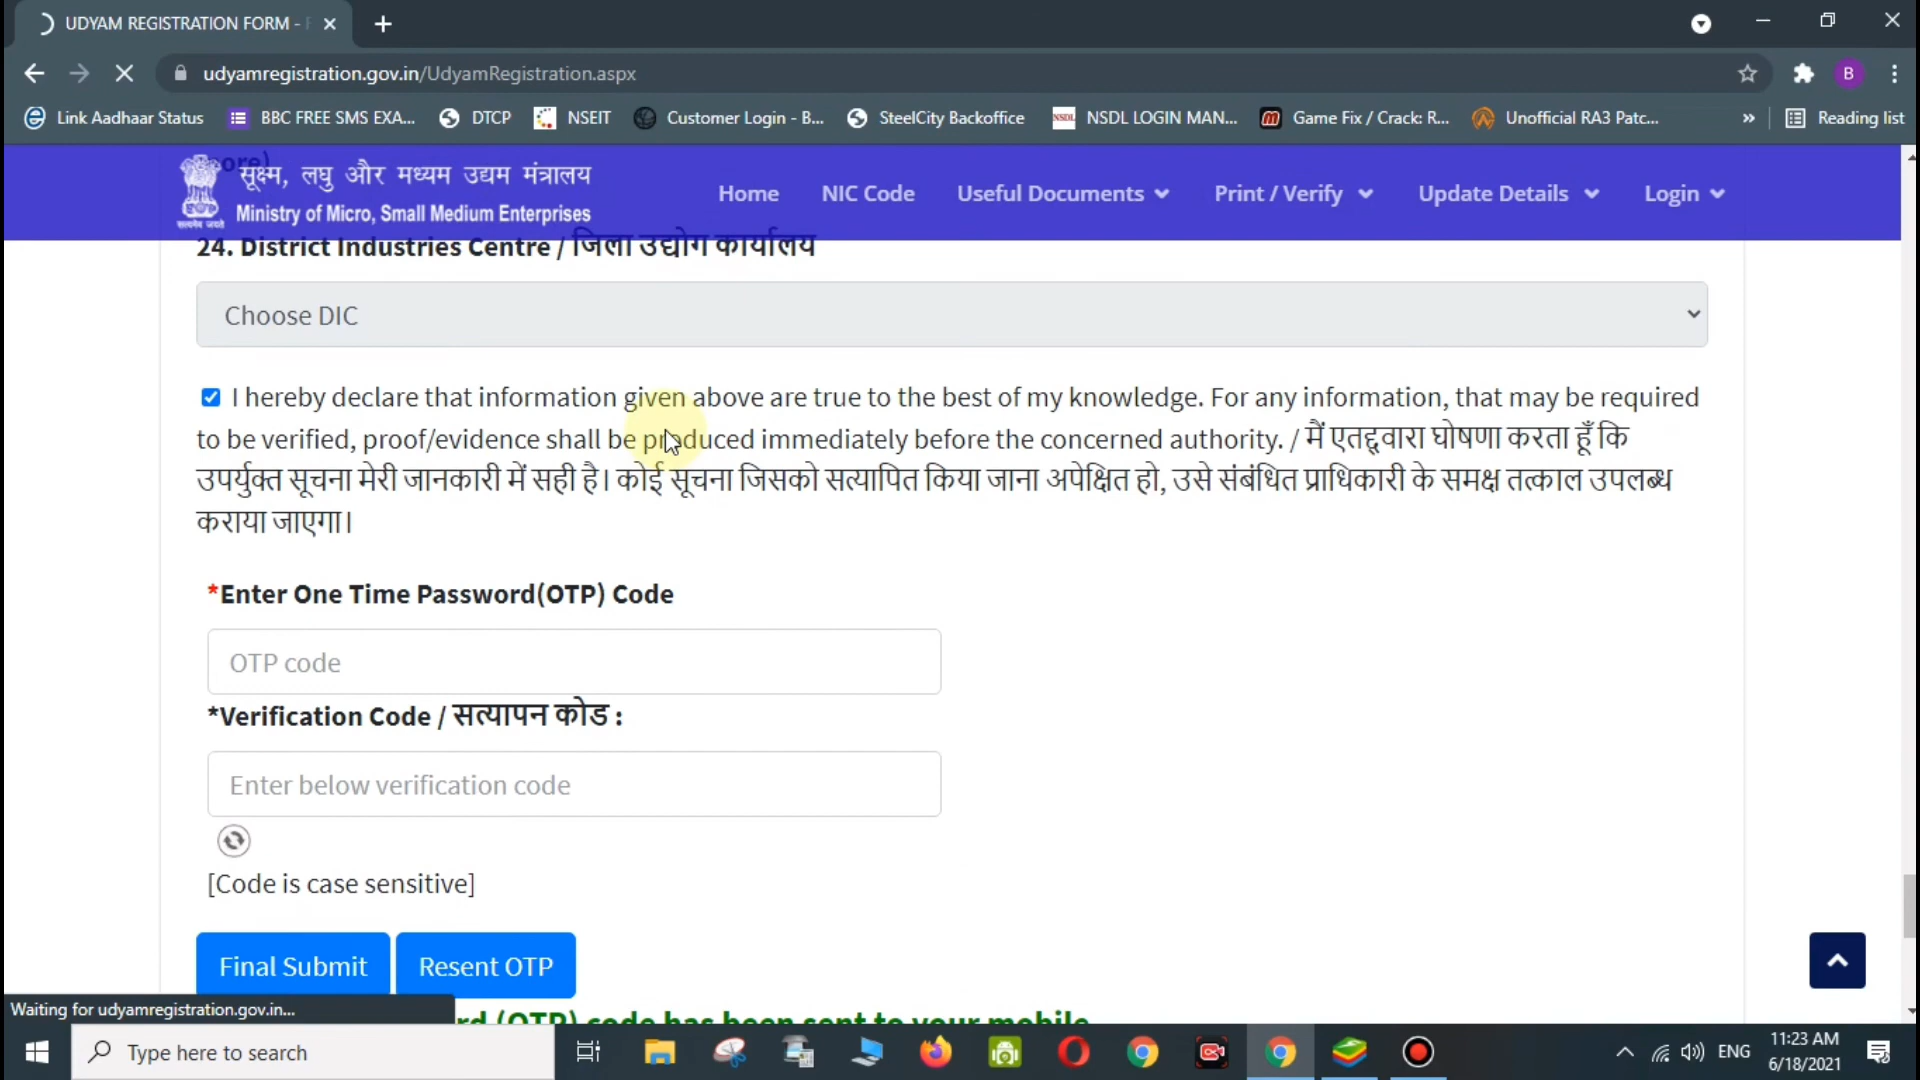 UDYAM REGISTRATION FORM -
udyamregistration.gov.in/UdyamRegistration.aspx
B
Link Aadhaar Status
BBC FREE SMS EXA...
DTCP
NSEIT
Customer Login - B...
SteelCity Backoffice
NSDL LOGIN MAN...
Game Fix / Crack: R...
Unofficial RA3 Patc...
»
Reading list
सूक्ष्म, लघु और मध्यम उद्यम मंत्रालय
Ministry of Micro, Small Medium Enterprises
Home
NIC Code
Useful Documents
Print / Verify
Update Details
Login
24. District Industries Centre / जिला उद्योग कार्यालय
Choose DIC
I hereby declare that information given above are true to the best of my knowledge. For any information, that may be required
to be verified, proof/evidence shall be produced immediately before the concerned authority. / मैं एतद्द्वारा घोषणा करता हूँ कि
उपर्युक्त सूचना मेरी जानकारी में सही है। कोई सूचना जिसको सत्यापित किया जाना अपेक्षित हो, उसे संबंधित प्राधिकारी के समक्ष तत्काल उपलब्ध
कराया जाएगा।
*Enter One Time Password(OTP) Code
OTP code
*Verification Code / सत्यापन कोड :
Enter below verification code
[Code is case sensitive]
Final Submit
Resent OTP
(OTP) code has been sent to your mobile
Waiting for udyamregistration.gov.in...
Type here to search
ENG
11:23 AM
6/18/2021